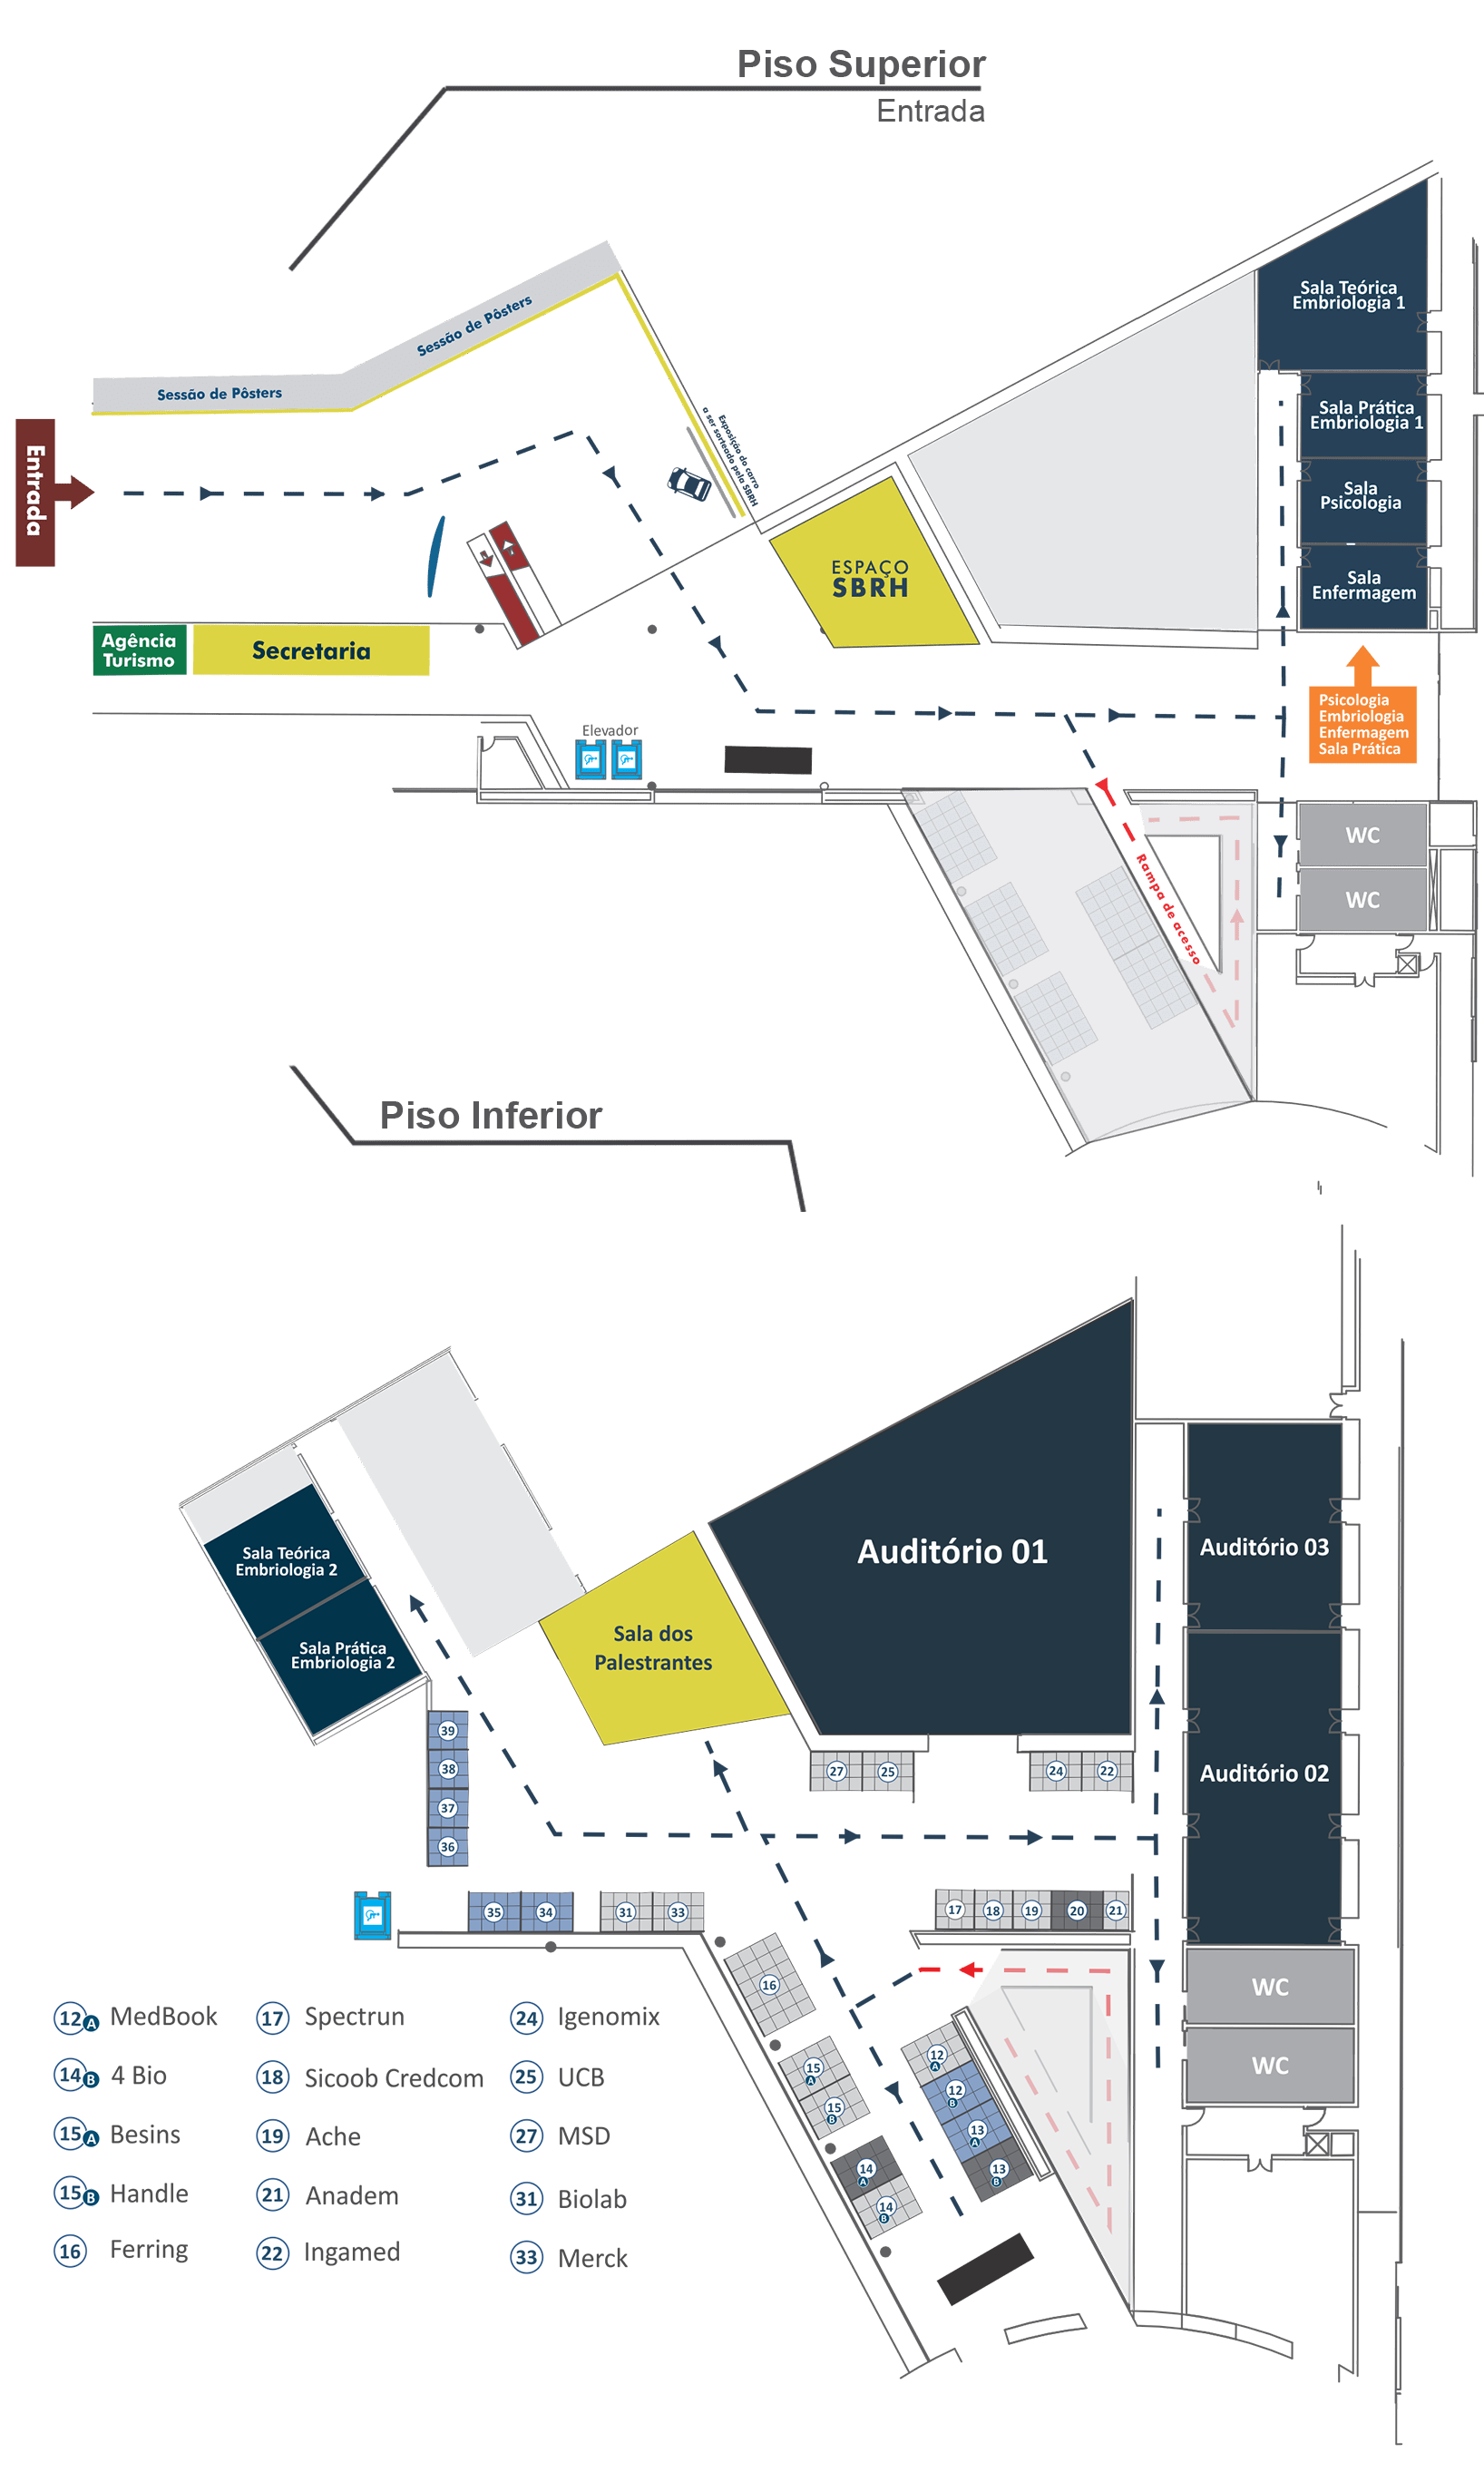 Piso Superior
Entrada
Sala Teórica
Embriologia 1
Sessão de Pôsters
Sessão de Pôsters
Sala Prática
Embriologia 1
Exposição do carro
a ser sorteado pela SBRH
Entrada
Sala
Psicologia
ESPAÇO
SBRH
Sala
Enfermagem
Agência
Turismo
Secretaria
Psicologia
Embriologia
Enfermagem
Sala Prática
Elevador
WC
Rampa de acesso
WC
Piso Inferior
Auditório 01
Auditório 03
Sala Teórica
Embriologia 2
Sala dos
Palestrantes
Sala Prática
Embriologia 2
39
38
37
36
27
25
24
22
Auditório 02
35
34
31
33
17
18
19
20
21
16
WC
15
A
15
B
12
A
12
B
13
A
13
B
14
A
14
B
WC
12 A MedBook
14 B 4 Bio
15 A Besins
15 B Handle
16 Ferring
17 Spectrun
18 Sicoob Credcom
19 Ache
21 Anadem
22 Ingamed
24 Igenomix
25 UCB
27 MSD
31 Biolab
33 Merck